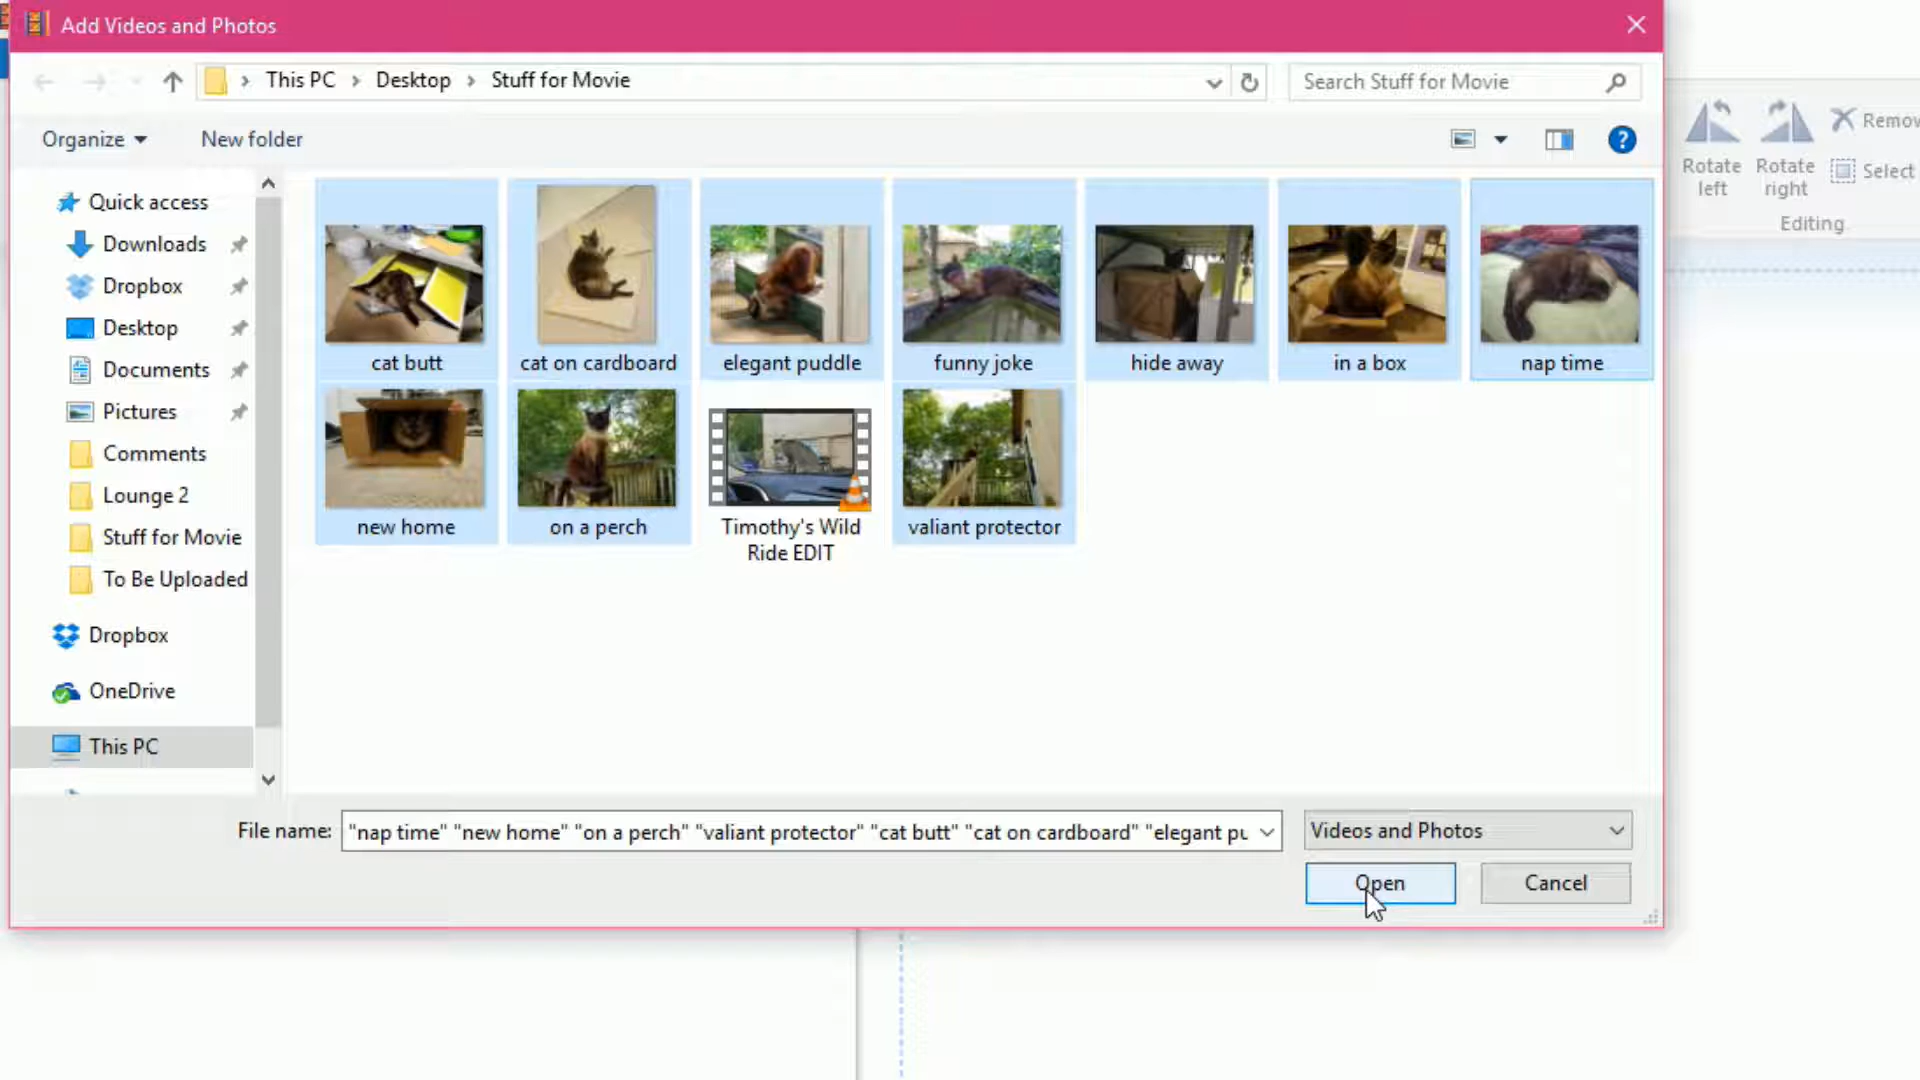 Add Videos and Photos
This PC > Desktop > Stuff for Movie
Search Stuff for Movie
Organize
New folder
Rotate left
Rotate right
Remov
Select
Editing
Quick access
Downloads
Dropbox
Desktop
Documents
Pictures
Comments
Lounge 2
Stuff for Movie
To Be Uploaded
Dropbox
OneDrive
This PC
cat butt
cat on cardboard
elegant puddle
funny joke
hide away
in a box
nap time
new home
on a perch
Timothy's Wild
Ride EDIT
valiant protector
File name:
"nap time" "new home" "on a perch" "valiant protector" "cat butt" "cat on cardboard" "elegant pu
Videos and Photos
Open
Cancel